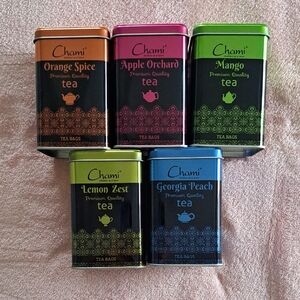 Chami
Orange Spice
Premium Quality
tea
TEA BAGS
Chami
Apple Orchard
Premium Quality
tea
TEA BAGS
Chami
Mango
Premium Quality
tea
TEA BAGS
Chami
Lemon Zest
Premium Quality
tea
TEA BAGS
Chami
Georgia Peach
Premium Quality
tea
TEA BAGS